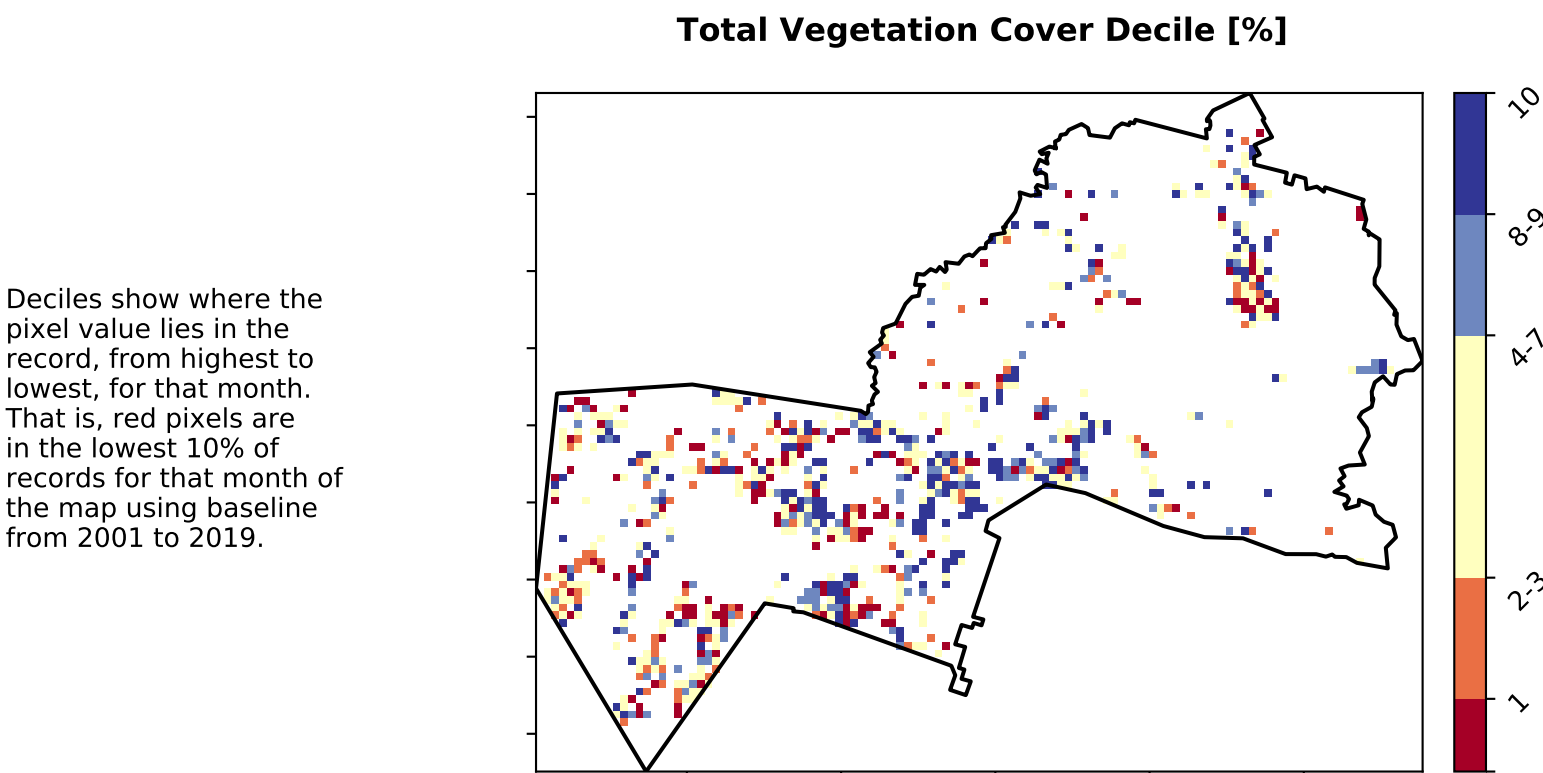 Total Vegetation Cover Decile [%]
Deciles show where the
pixel value lies in the
record, from highest to
lowest, for that month.
That is, red pixels are
in the lowest 10% of
records for that month of
the map using baseline
from 2001 to 2019.
10
8-9
4-7
2-3
1